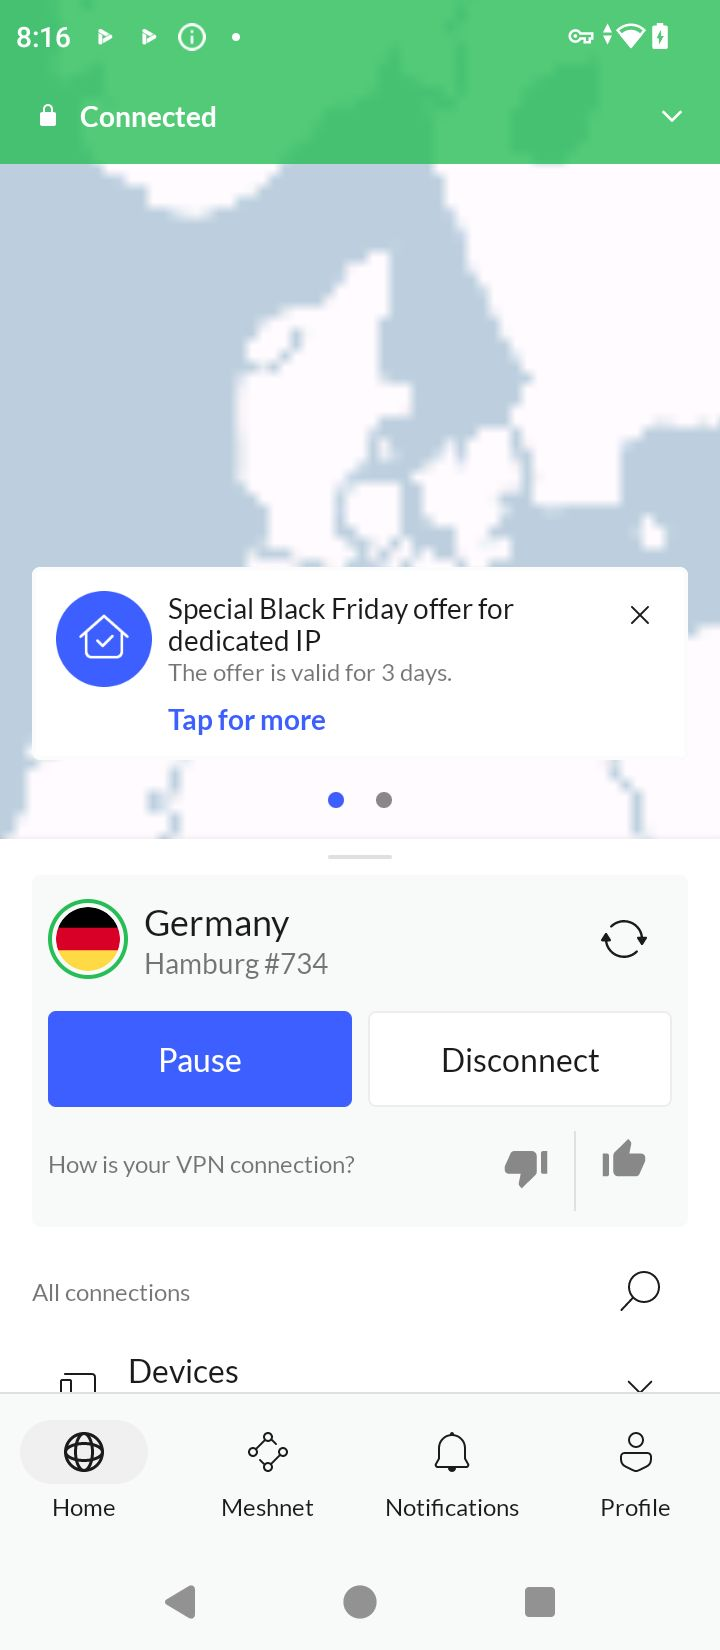 8:16
Connected
Special Black Friday offer for
dedicated IP
The offer is valid for 3 days.
Tap for more
Germany
Hamburg #734
Pause
Disconnect
How is your VPN connection?
All connections
Devices
Home
Meshnet
Notifications
Profile